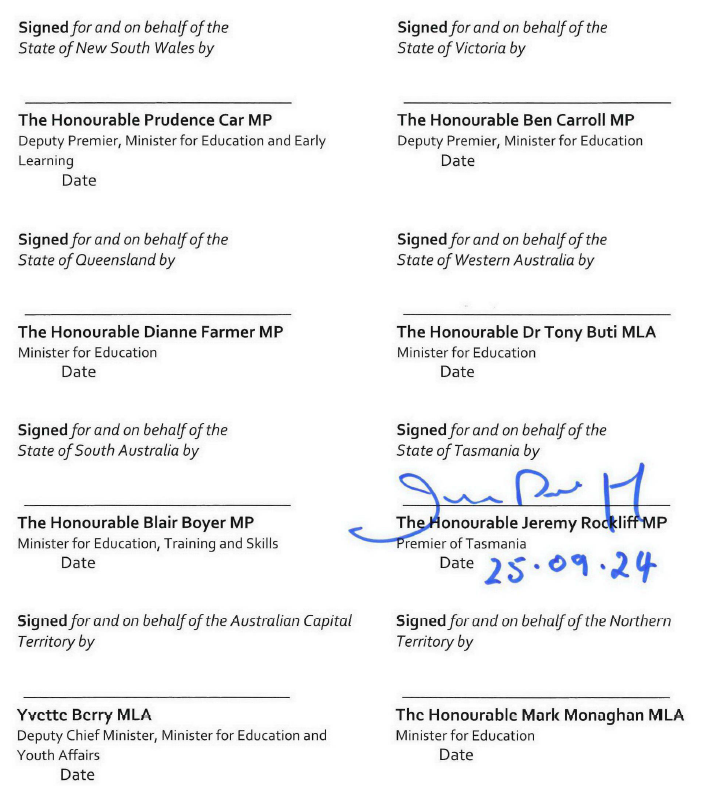 Signed for and on behalf of the
State of New South Wales by
The Honourable Prudence Car MP
Deputy Premier, Minister for Education and Early
Learning
Date
Signed for and on behalf of the
State of Victoria by
The Honourable Ben Carroll MP
Deputy Premier, Minister for Education
Date
Signed for and on behalf of the
State of Queensland by
The Honourable Dianne Farmer MP
Minister for Education
Date
Signed for and on behalf of the
State of Western Australia by
The Honourable Dr Tony Buti MLA
Minister for Education
Date
Signed for and on behalf of the
State of South Australia by
The Honourable Blair Boyer MP
Minister for Education, Training and Skills
Date
Signed for and on behalf of the
State of Tasmania by
The Honourable Jeremy Rockliff MP
Premier of Tasmania
Date 25.09.24
Signed for and on behalf of the Australian Capital
Territory by
Yvette Berry MLA
Deputy Chief Minister, Minister for Education and
Youth Affairs
Date
Signed for and on behalf of the Northern
Territory by
The Honourable Mark Monaghan MLA
Minister for Education
Date